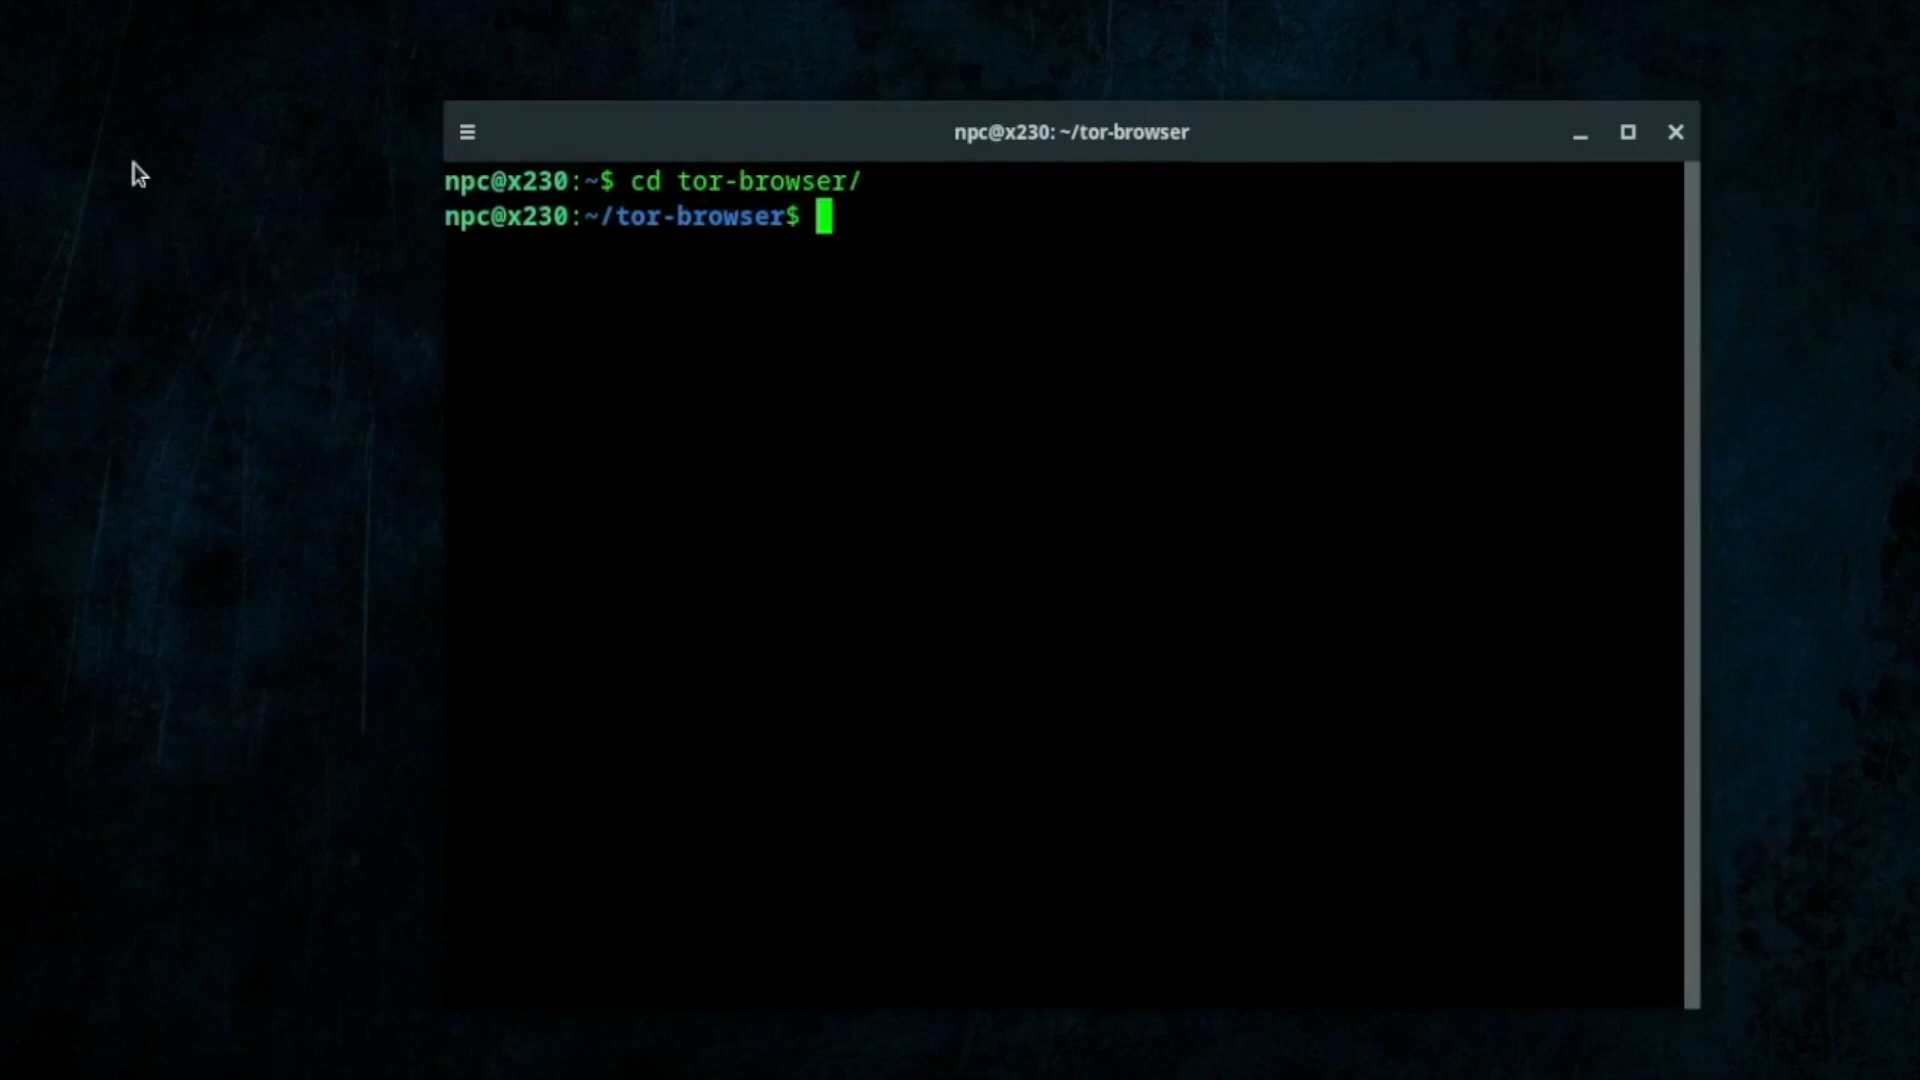 npc@x230: ~/tor-browser
npc@x230:~$ cd tor-browser/
npc@x230:~/tor-browser$